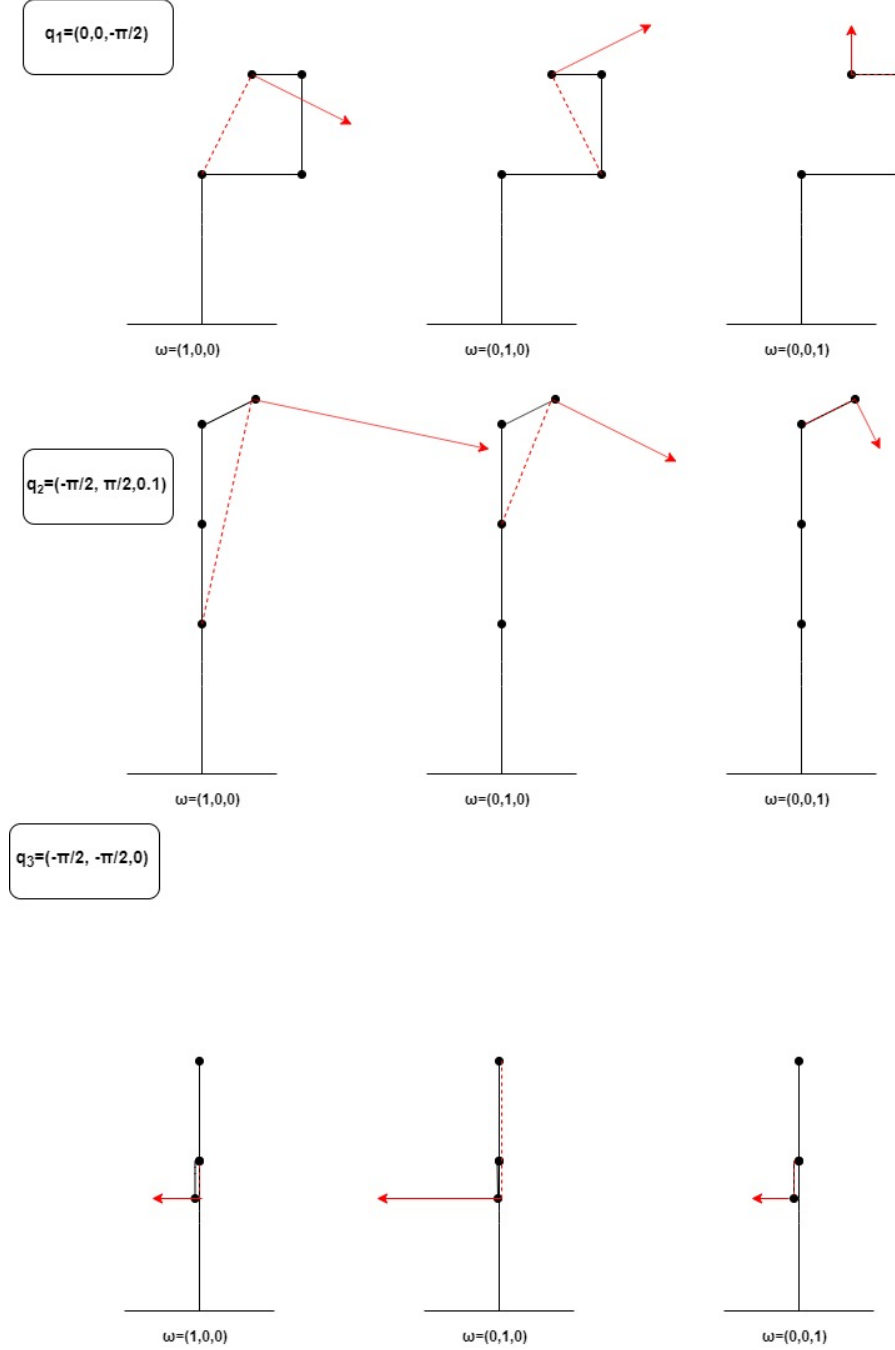 q₁=(0,0,-π/2)
ω=(1,0,0)
ω=(0,1,0)
ω=(0,0,1)
q₂=(-π/2, π/2,0.1)
ω=(1,0,0)
ω=(0,1,0)
ω=(0,0,1)
q₃=(-π/2, -π/2,0)
ω=(1,0,0)
ω=(0,1,0)
ω=(0,0,1)